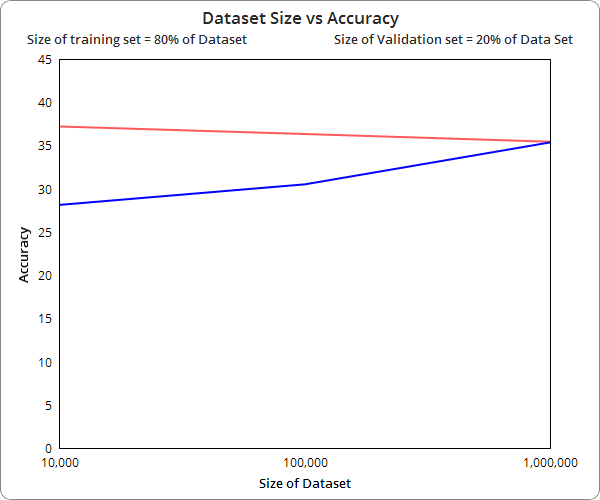 Dataset Size vs Accuracy
Size of training set = 80% of Dataset
Size of Validation set = 20% of Data Set
45
40
35
30
25
20
15
10
5
0
Accuracy
10,000
100,000
1,000,000
Size of Dataset